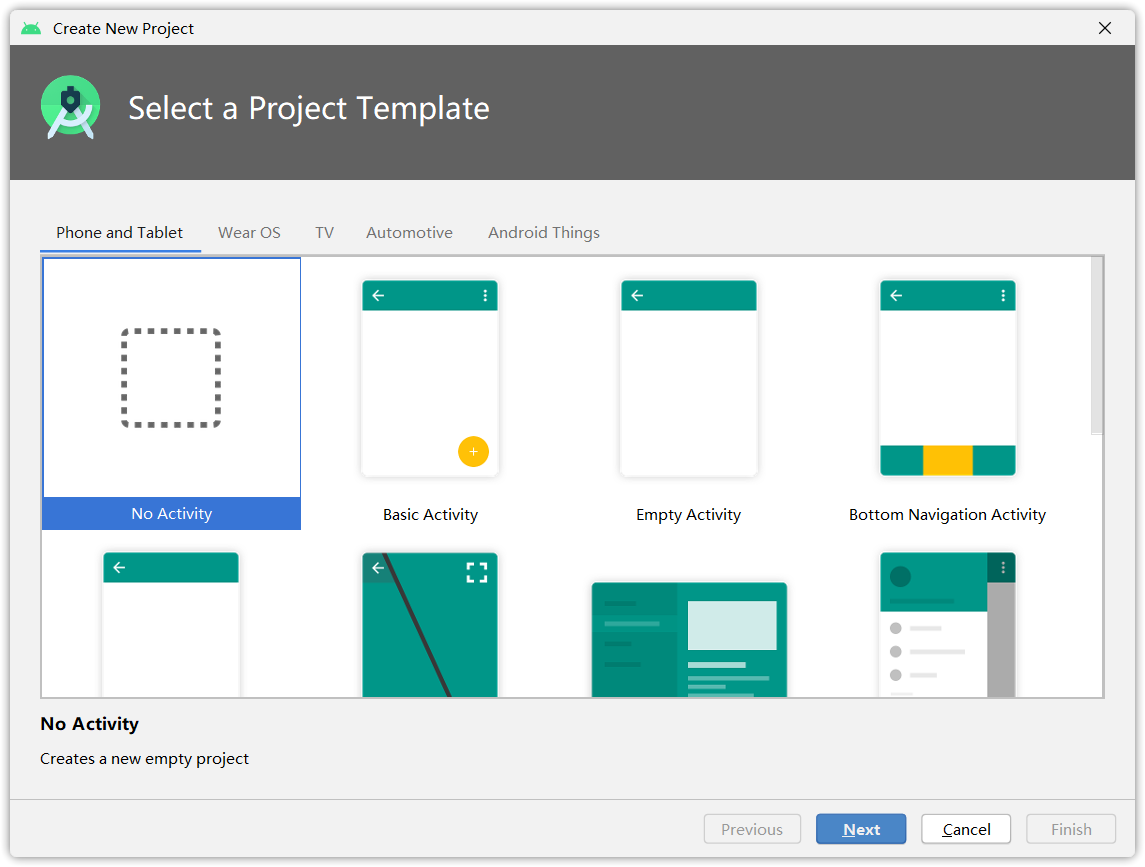 Create New Project
Select a Project Template
Phone and Tablet
Wear OS
TV
Automotive
Android Things
No Activity
Basic Activity
Empty Activity
Bottom Navigation Activity
No Activity
Creates a new empty project
Previous
Next
Cancel
Finish